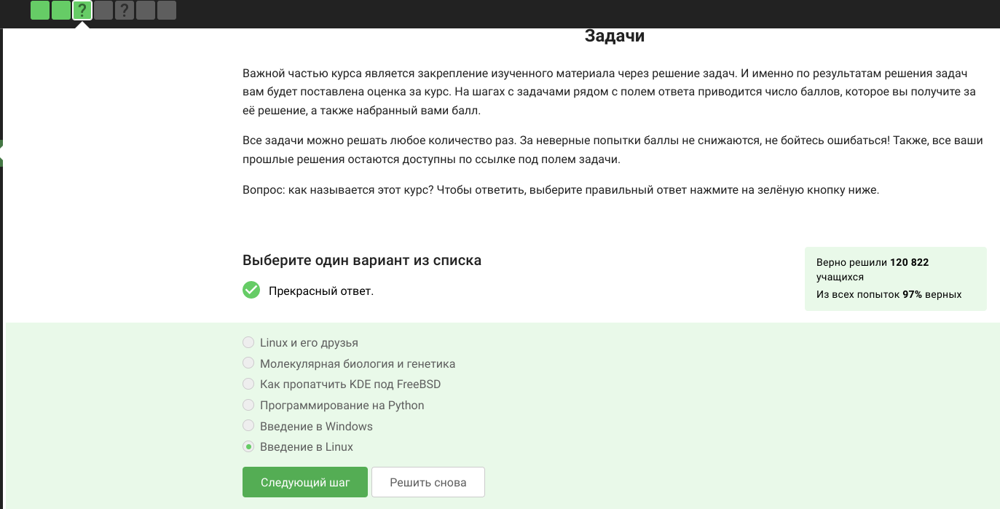 ?
?
Задачи
Важной частью курса является закрепление изученного материала через решение задач. И именно по результатам решения задач
вам будет поставлена оценка за курс. На шагах с задачами рядом с полем ответа приводится число баллов, которое вы получите за
её решение, а также набранный вами балл.
Все задачи можно решать любое количество раз. За неверные попытки баллы не снижаются, не бойтесь ошибаться! Также, все ваши
прошлые решения остаются доступны по ссылке под полем задачи.
Вопрос: как называется этот курс? Чтобы ответить, выберите правильный ответ нажмите на зелёную кнопку ниже.
Выберите один вариант из списка
Прекрасный ответ.
Верно решили 120 822
учащихся
Из всех попыток 97% верных
Linux и его друзья
Молекулярная биология и генетика
Как пропатчить KDE под FreeBSD
Программирование на Python
Введение в Windows
Введение в Linux
Следующий шаг
Решить снова